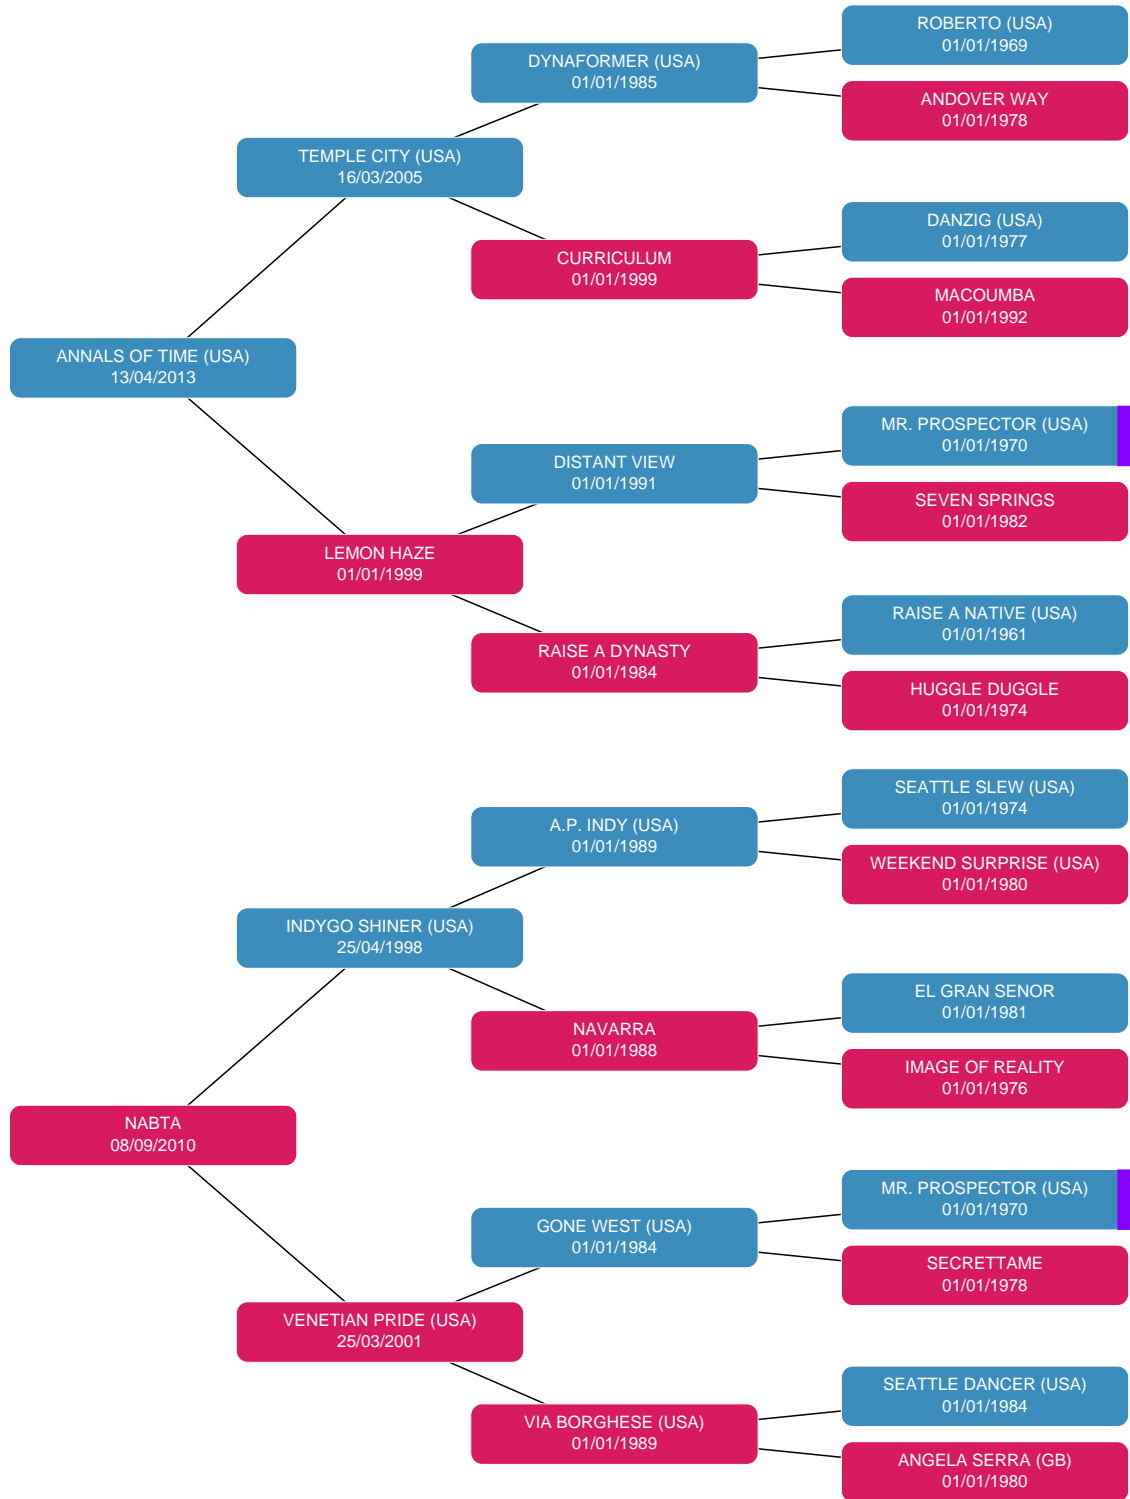 ROBERTO (USA)
01/01/1969
DYNAFORMER (USA)
01/01/1985
ANDOVER WAY
01/01/1978
TEMPLE CITY (USA)
16/03/2005
DANZIG (USA)
01/01/1977
CURRICULUM
01/01/1999
MACOUMBA
01/01/1992
ANNALS OF TIME (USA)
13/04/2013
MR. PROSPECTOR (USA)
01/01/1970
DISTANT VIEW
01/01/1991
SEVEN SPRINGS
01/01/1982
LEMON HAZE
01/01/1999
RAISE A NATIVE (USA)
01/01/1961
RAISE A DYNASTY
01/01/1984
HUGGLE DUGGLE
01/01/1974
SEATTLE SLEW (USA)
01/01/1974
A.P. INDY (USA)
01/01/1989
WEEKEND SURPRISE (USA)
01/01/1980
INDYGO SHINER (USA)
25/04/1998
EL GRAN SENOR
01/01/1981
NAVARRA
01/01/1988
IMAGE OF REALITY
01/01/1976
NABTA
08/09/2010
MR. PROSPECTOR (USA)
01/01/1970
GONE WEST (USA)
01/01/1984
SECRETTAME
01/01/1978
VENETIAN PRIDE (USA)
25/03/2001
SEATTLE DANCER (USA)
01/01/1984
VIA BORGHESE (USA)
01/01/1989
ANGELA SERRA (GB)
01/01/1980